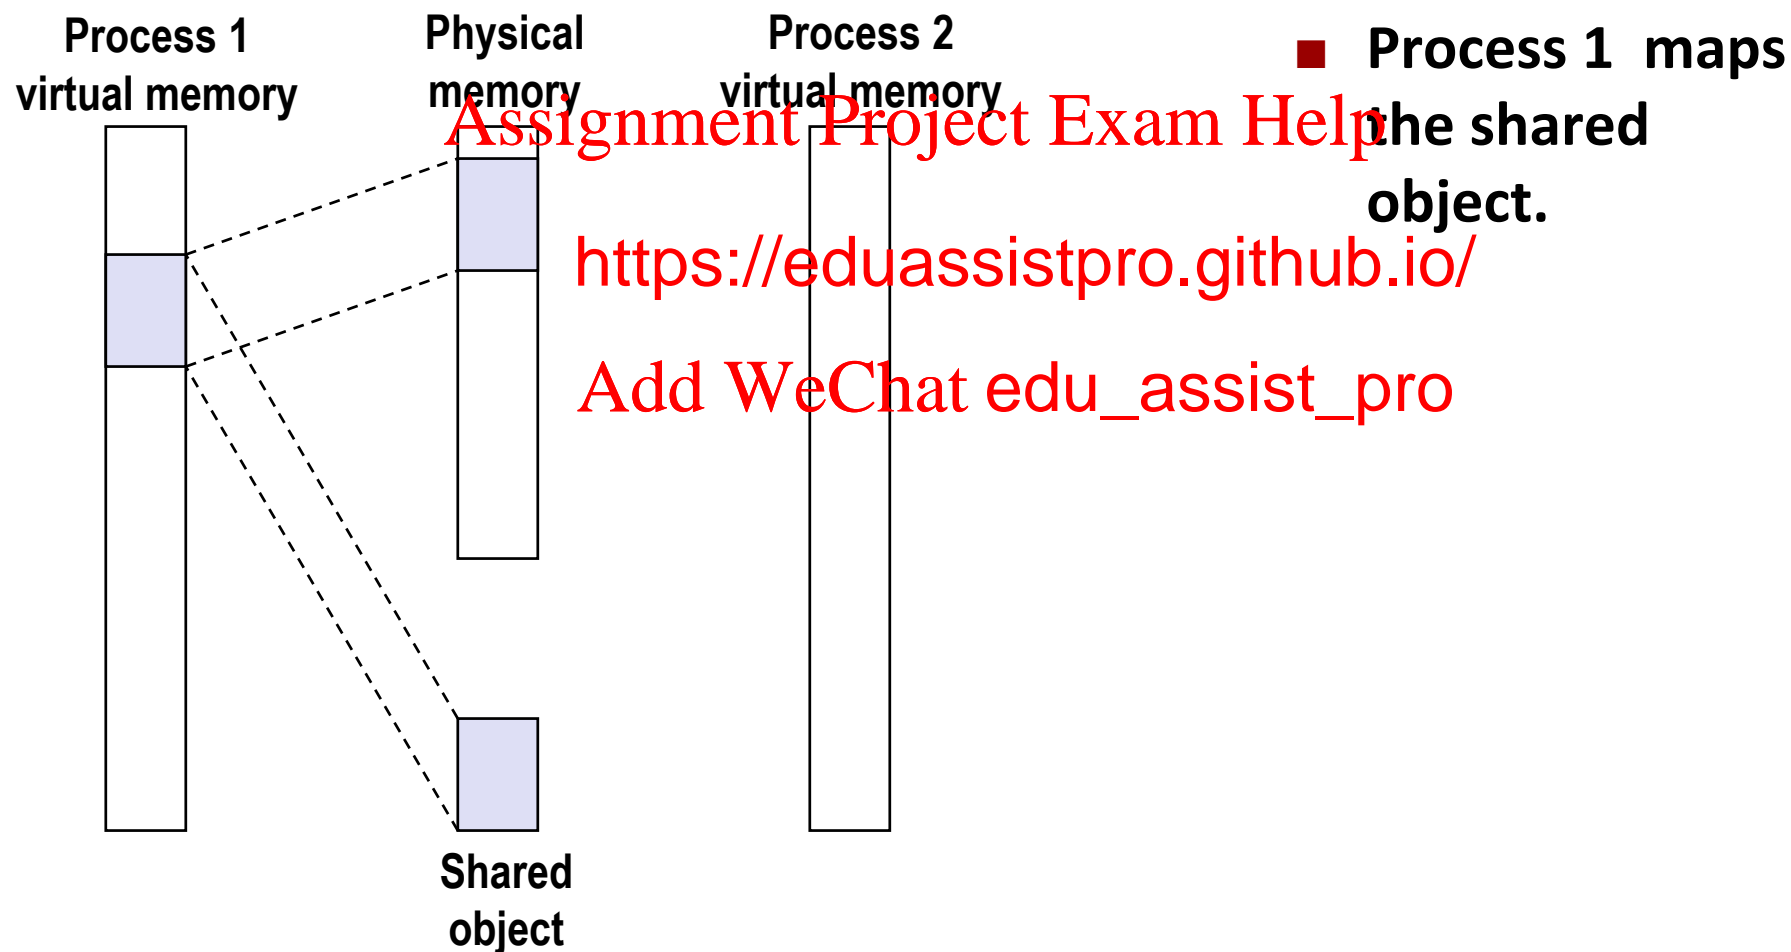 Process 1
virtual memory
Physical
memory
Process 2
virtual memory
■ Process 1 maps
the shared
object.
Assignment Project Exam Help
https://eduassistpro.github.io/
Add WeChat edu_assist_pro
Shared
object